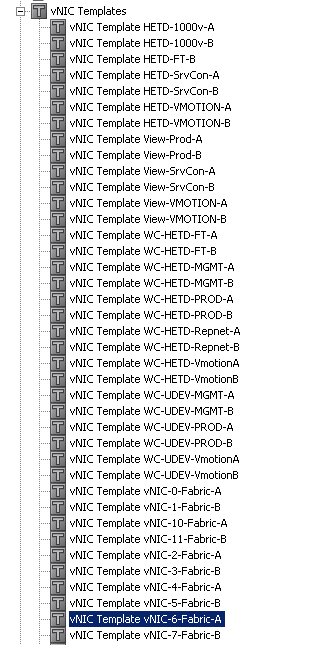 vNIC Templates
vNIC Template HETD-1000v-A
vNIC Template HETD-1000v-B
vNIC Template HETD-FT-B
vNIC Template HETD-SrvCon-A
vNIC Template HETD-SrvCon-B
vNIC Template HETD-VMOTION-A
vNIC Template HETD-VMOTION-B
vNIC Template View-Prod-A
vNIC Template View-Prod-B
vNIC Template View-SrvCon-A
vNIC Template View-SrvCon-B
vNIC Template View-VMOTION-A
vNIC Template View-VMOTION-B
vNIC Template WC-HETD-FT-A
vNIC Template WC-HETD-FT-B
vNIC Template WC-HETD-MGMT-A
vNIC Template WC-HETD-MGMT-B
vNIC Template WC-HETD-PROD-A
vNIC Template WC-HETD-PROD-B
vNIC Template WC-HETD-Repnet-A
vNIC Template WC-HETD-Repnet-B
vNIC Template WC-HETD-VmotionA
vNIC Template WC-HETD-VmotionB
vNIC Template WC-UDEV-MGMT-A
vNIC Template WC-UDEV-MGMT-B
vNIC Template WC-UDEV-PROD-A
vNIC Template WC-UDEV-PROD-B
vNIC Template WC-UDEV-VmotionA
vNIC Template WC-UDEV-VmotionB
vNIC Template vNIC-0-Fabric-A
vNIC Template vNIC-1-Fabric-B
vNIC Template vNIC-10-Fabric-A
vNIC Template vNIC-11-Fabric-B
vNIC Template vNIC-2-Fabric-A
vNIC Template vNIC-3-Fabric-B
vNIC Template vNIC-4-Fabric-A
vNIC Template vNIC-5-Fabric-B
vNIC Template vNIC-6-Fabric-A
vNIC Template vNIC-7-Fabric-B